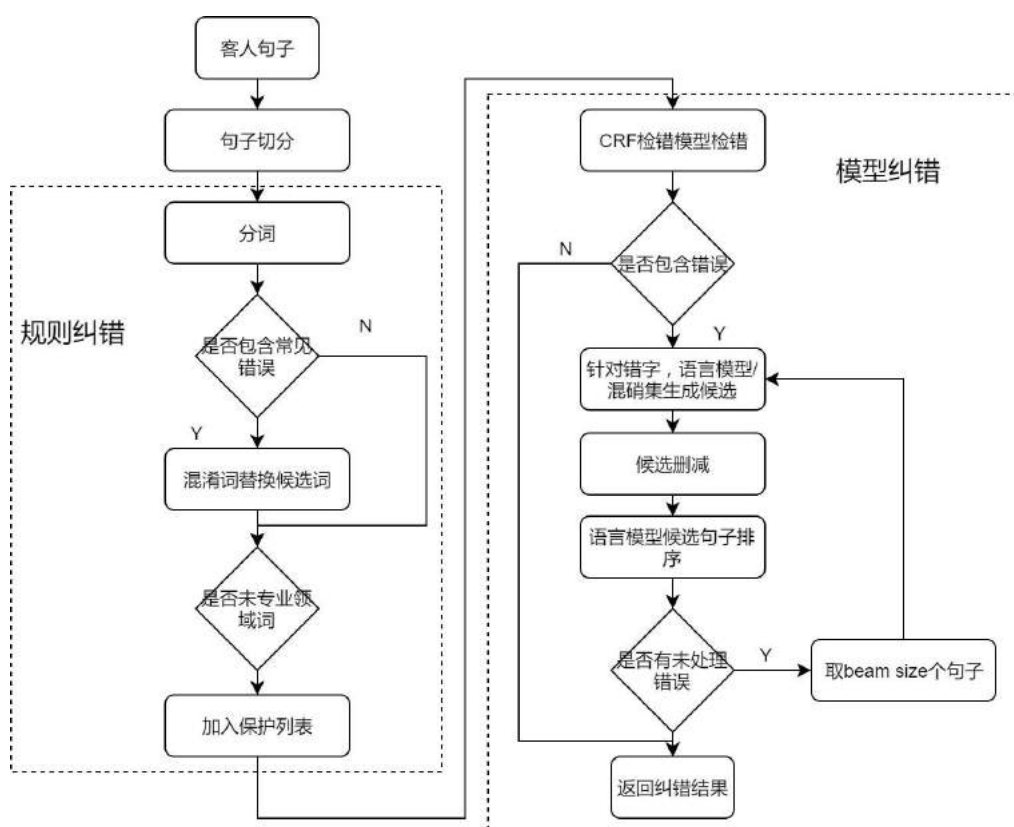 客人句子
句子切分
分词
规则纠错
是否包含常见
错误
N
Y
混淆词替换候选词
是否未专业领
域词
加入保护列表
CRF检错模型检错
模型纠错
是否包含错误
N
Y
针对错字，语言模型/
混硝集生成候选
候选删减
语言模型候选句子排
序
是否有未处理
错误
Y
取beam size个句子
返回纠错结果